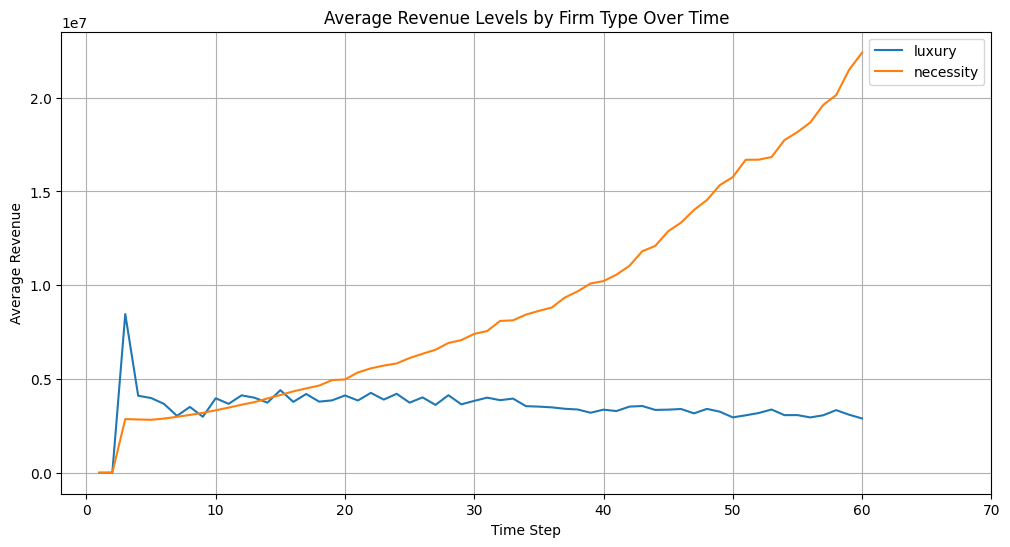 Average Revenue Levels by Firm Type Over Time
1e7
luxury
necessity
2.0
1.5
1.0
0.5
0.0
Average Revenue
0 10 20 30 40 50 60 70
Time Step